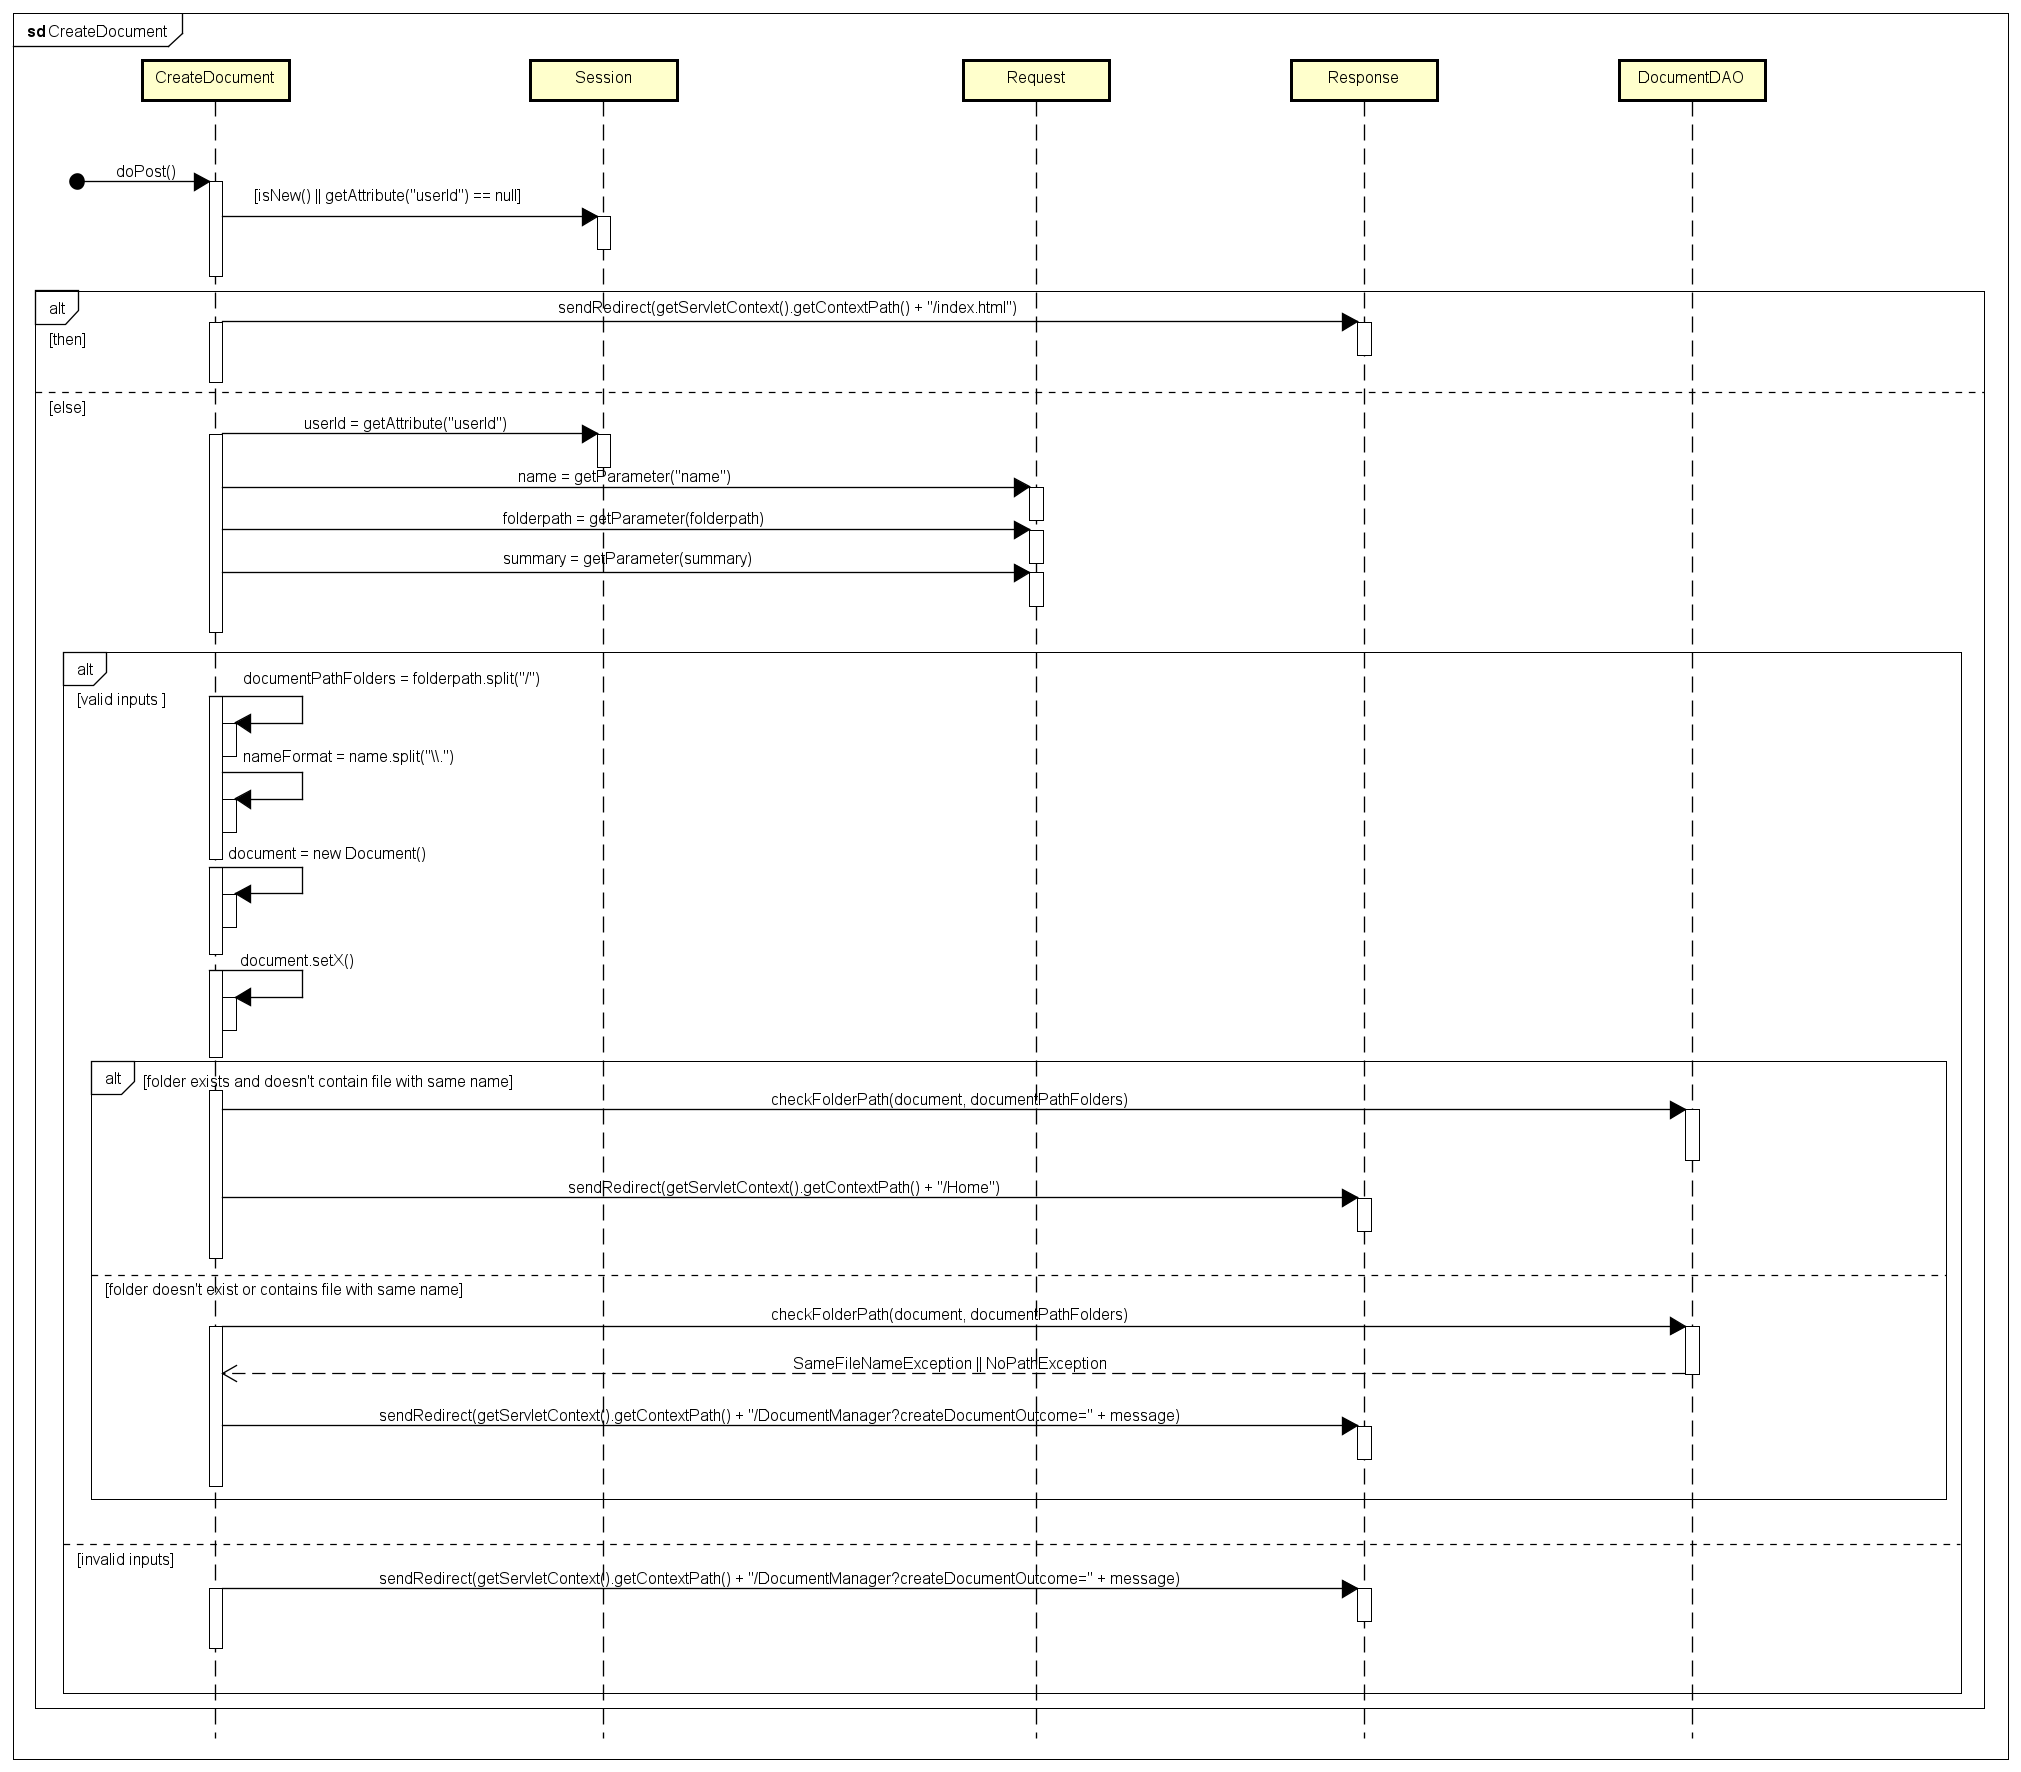 sd CreateDocument
CreateDocument
Session
Request
Response
DocumentDAO
doPost()
[isNew() || getAttribute("userId") == null]
alt
sendRedirect(getServletContext().getContextPath() + "/index.html")
[then]
[else]
userId = getAttribute("userId")
name = getParameter("name")
folderpath = getParameter(folderpath)
summary = getParameter(summary)
alt
documentPathFolders = folderpath.split("/")
[valid inputs ]
nameFormat = name.split("\\.")
document = new Document()
document.setX()
alt
[folder exists and doesn't contain file with same name]
checkFolderPath(document, documentPathFolders)
sendRedirect(getServletContext().getContextPath() + "/Home")
[folder doesn't exist or contains file with same name]
checkFolderPath(document, documentPathFolders)
SameFileNameException || NoPathException
sendRedirect(getServletContext().getContextPath() + "/DocumentManager?createDocumentOutcome=" + message)
[invalid inputs]
sendRedirect(getServletContext().getContextPath() + "/DocumentManager?createDocumentOutcome=" + message)